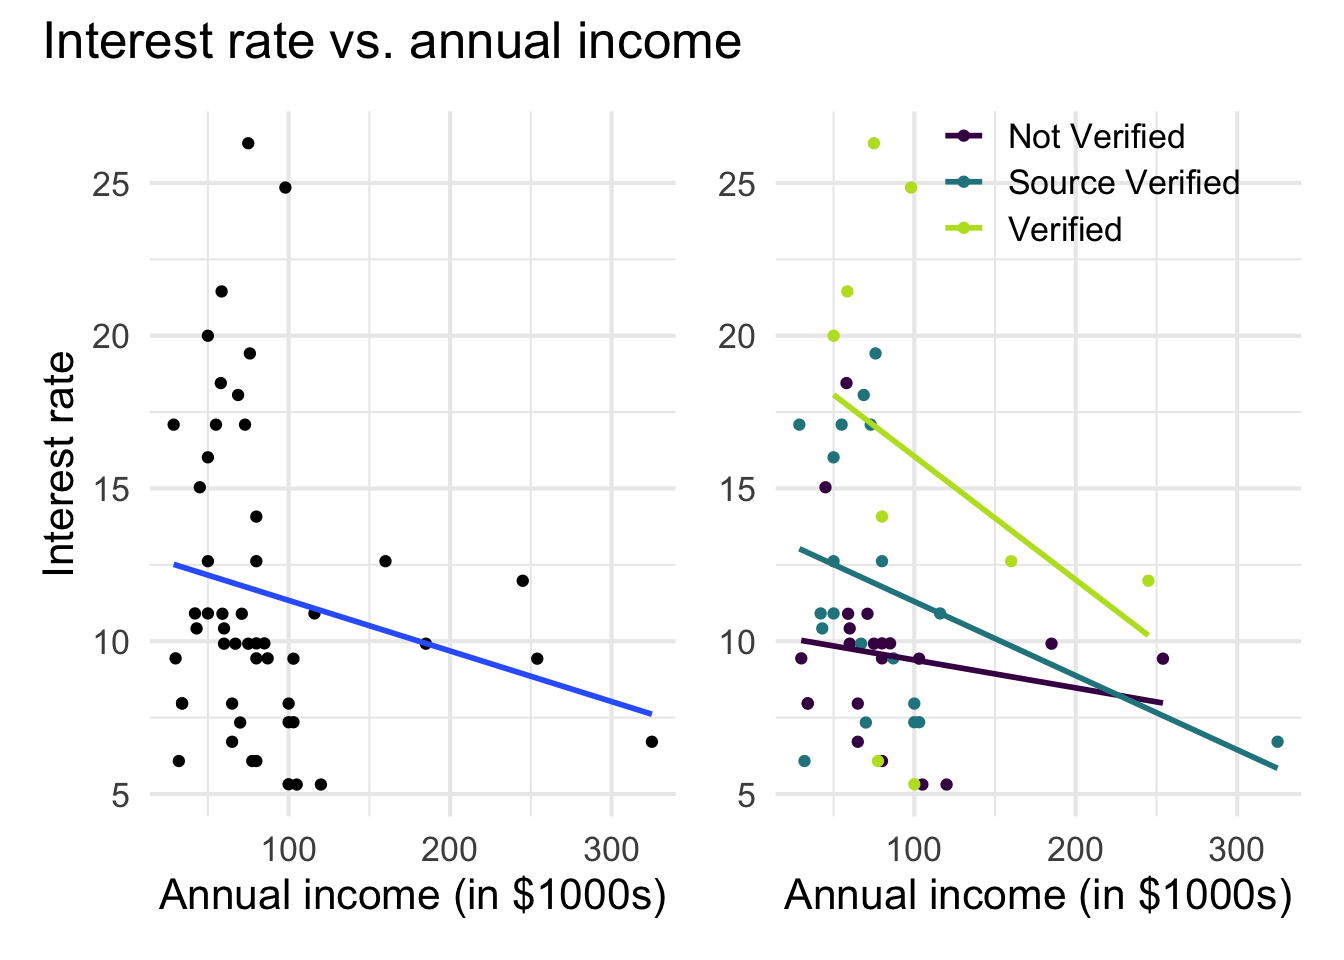 Interest rate vs. annual income
Interest rate
25
20
15
10
5
100 200 300
Annual income (in $1000s)
Not Verified
Source Verified
Verified
25
20
15
10
5
100 200 300
Annual income (in $1000s)